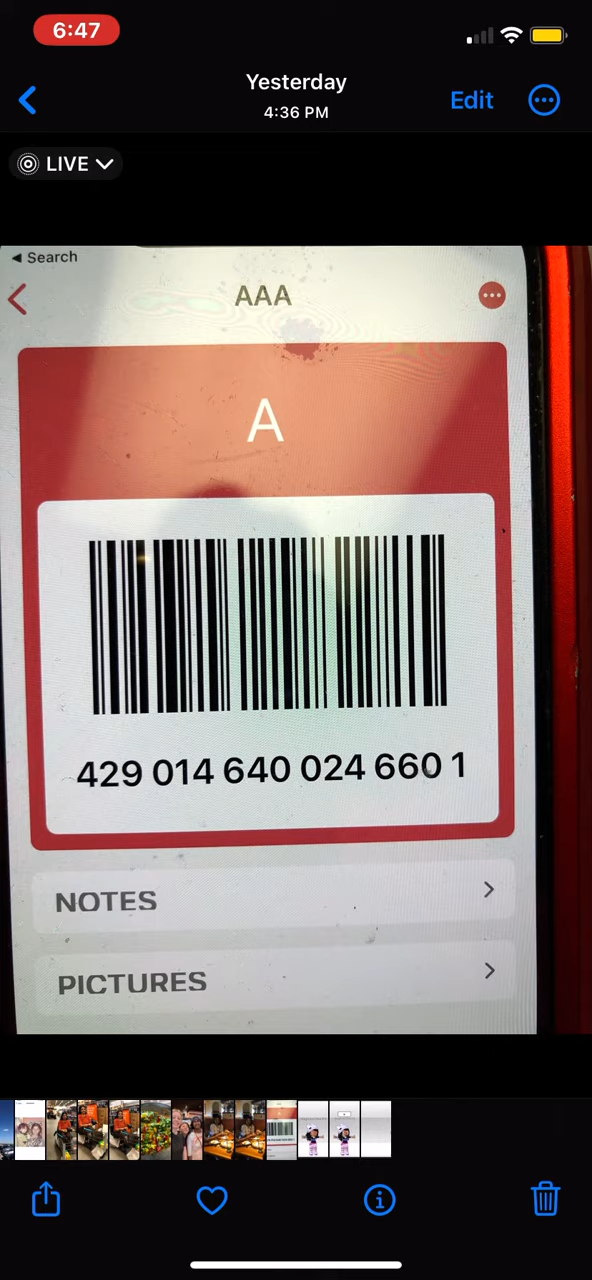 6:47
Yesterday
4:36 PM
Edit
LIVE
Search
AAA
A
429 014 640 024 660 1
NOTES
PICTURES